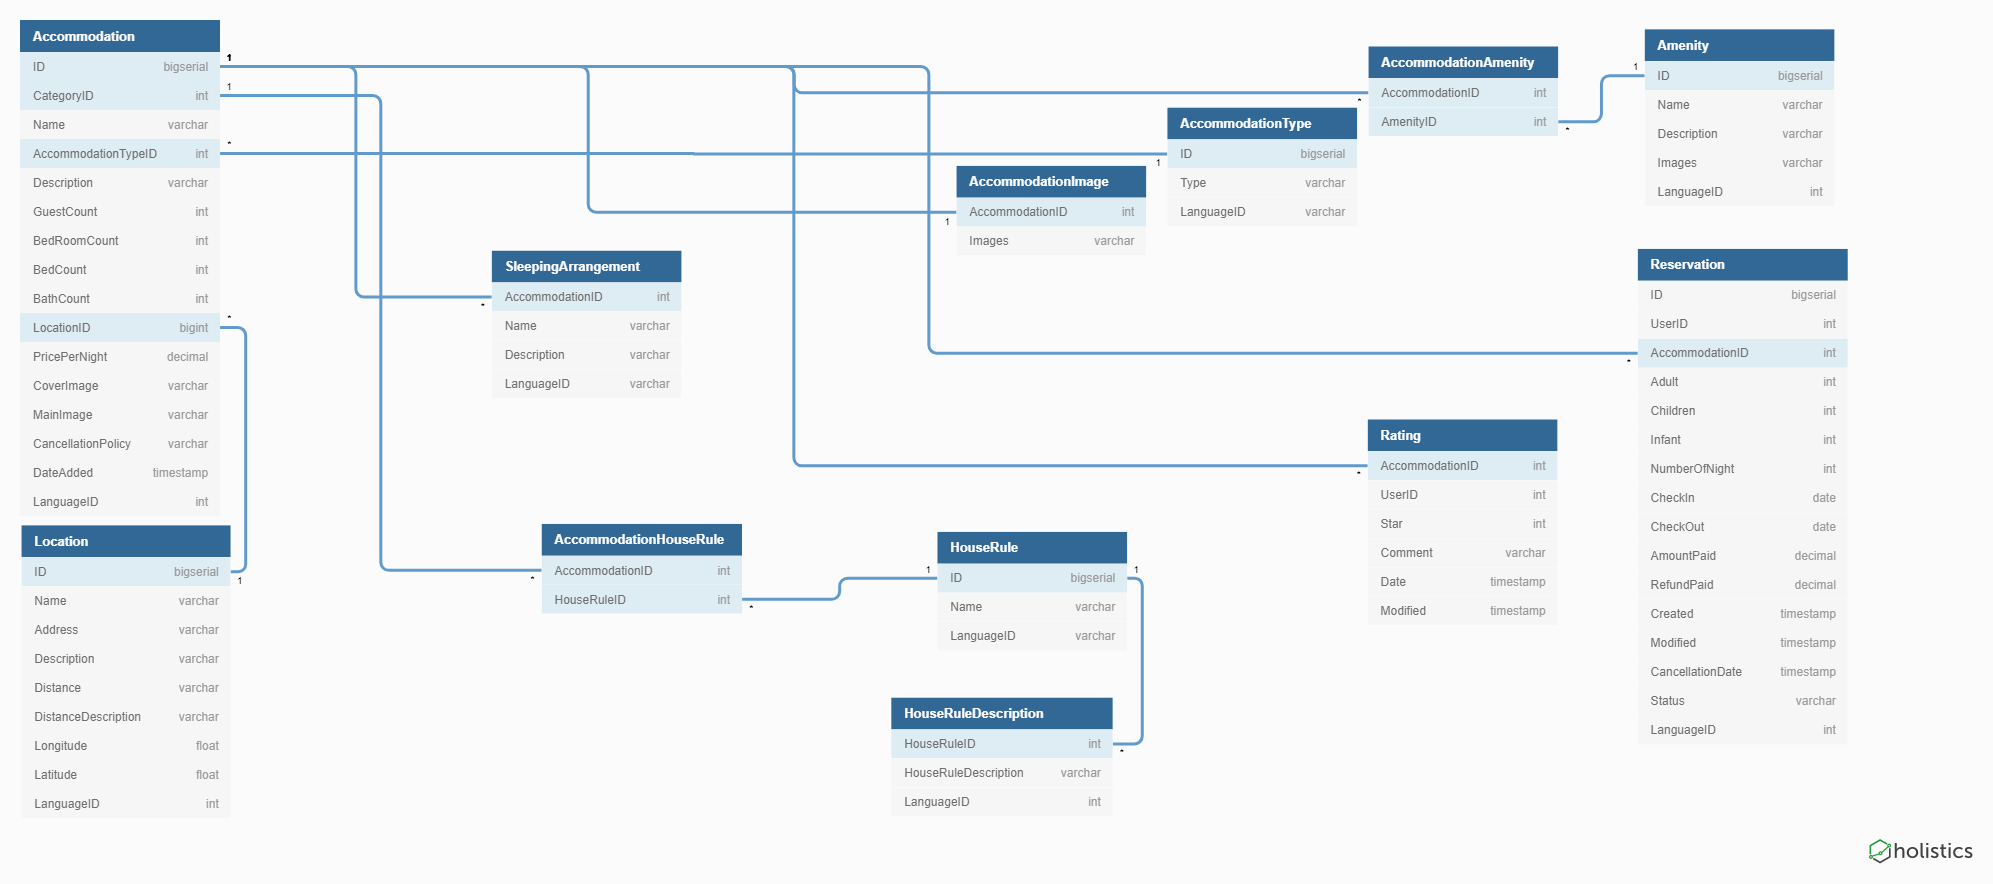 Accommodation
ID bigserial
CategoryID int
Name varchar
AccommodationTypeID int
Description varchar
GuestCount int
BedRoomCount int
BedCount int
BathCount int
LocationID bigint
PricePerNight decimal
CoverImage varchar
MainImage varchar
CancellationPolicy varchar
DateAdded timestamp
LanguageID int
1
1
*
*
Location
ID bigserial
Name varchar
Address varchar
Description varchar
Distance varchar
DistanceDescription varchar
Longitude float
Latitude float
LanguageID int
1
SleepingArrangement
AccommodationID int
Name varchar
Description varchar
LanguageID varchar
*
AccommodationHouseRule
AccommodationID int
HouseRuleID int
*
*
AccommodationImage
AccommodationID int
Images varchar
1
HouseRule
ID bigserial
Name varchar
LanguageID varchar
1
1
HouseRuleDescription
HouseRuleID int
HouseRuleDescription varchar
LanguageID int
*
AccommodationType
ID bigserial
Type varchar
LanguageID varchar
1
AccommodationAmenity
AccommodationID int
AmenityID int
*
*
Rating
AccommodationID int
UserID int
Star int
Comment varchar
Date timestamp
Modified timestamp
*
Amenity
ID bigserial
Name varchar
Description varchar
Images varchar
LanguageID int
1
Reservation
ID bigserial
UserID int
AccommodationID int
Adult int
Children int
Infant int
NumberOfNight int
CheckIn date
CheckOut date
AmountPaid decimal
RefundPaid decimal
Created timestamp
Modified timestamp
CancellationDate timestamp
Status varchar
LanguageID int
*
holistics